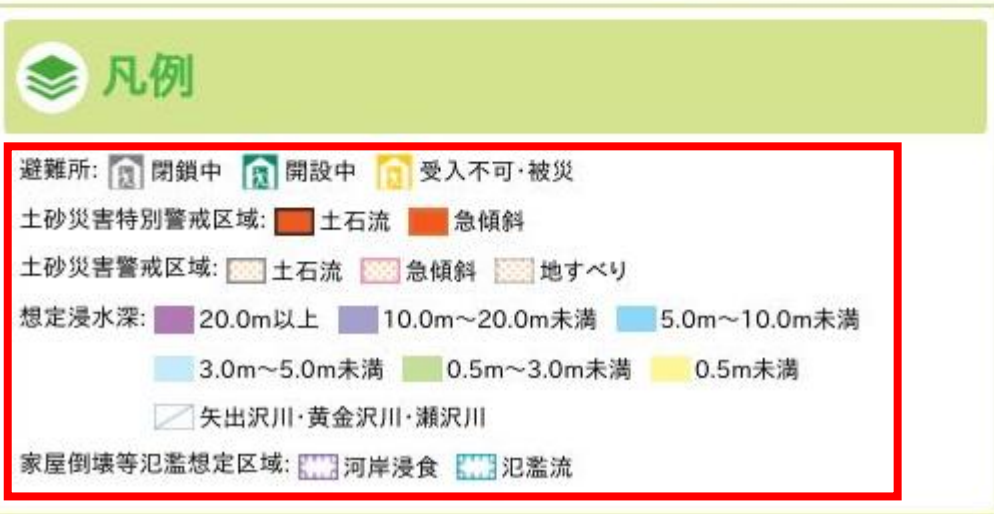 凡例
避難所: 閉鎖中 開設中 受入不可・被災
土砂災害特別警戒区域: 土石流 急傾斜
土砂災害警戒区域: 土石流 急傾斜 地すべり
想定浸水深: 20.0m以上 10.0m～20.0m未満 5.0m～10.0m未満
3.0m～5.0m未満 0.5m～3.0m未満 0.5m未満
矢出沢川・黄金沢川・瀬沢川
家屋倒壊等氾濫想定区域: 河岸浸食 氾濫流